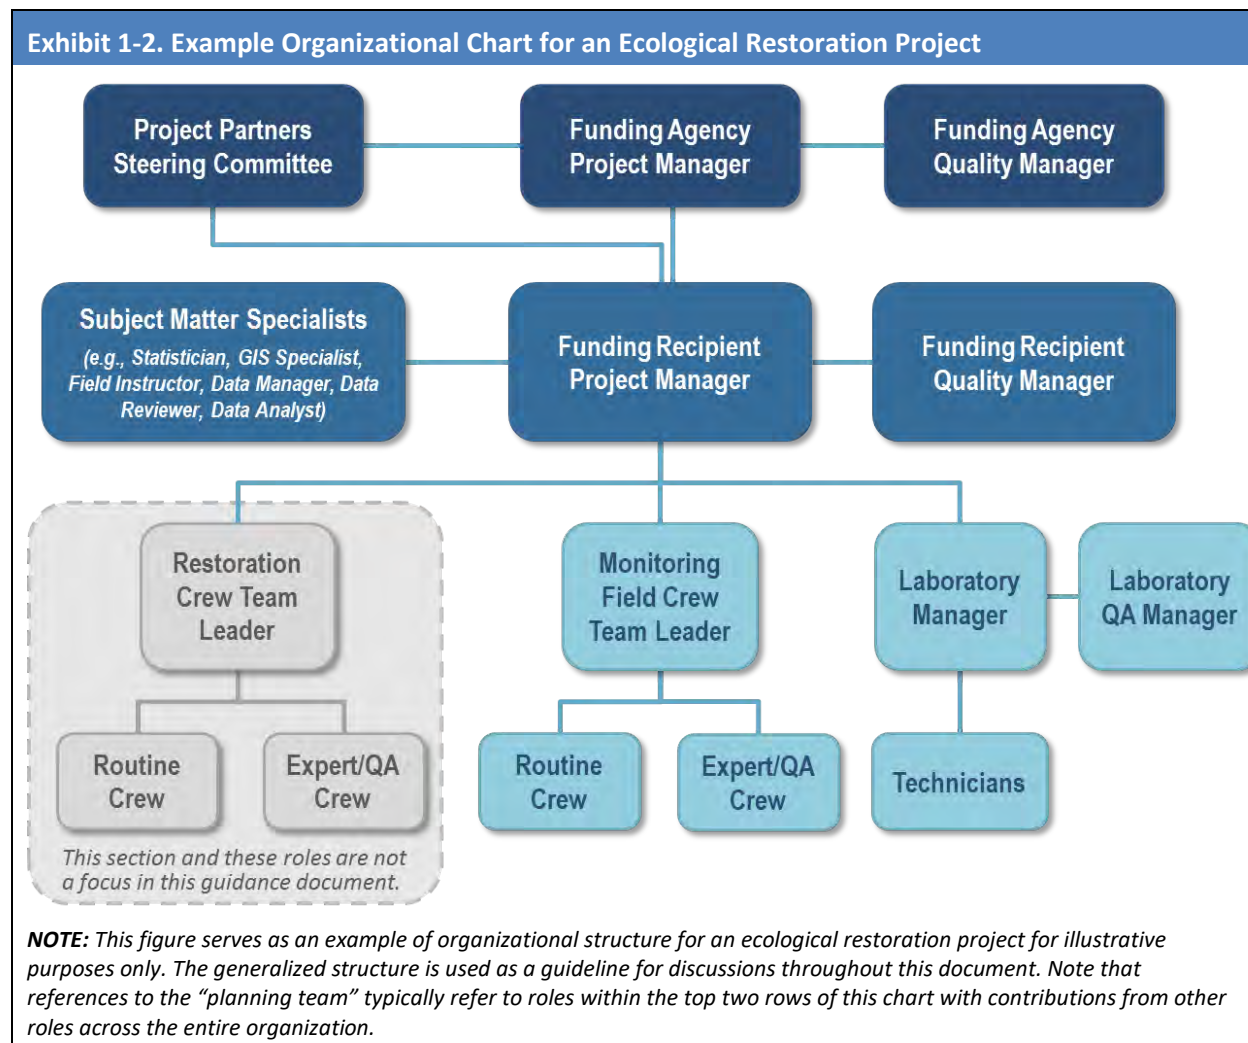 Exhibit 1-2. Example Organizational Chart for an Ecological Restoration Project
Project Partners
Steering Committee
Funding Agency
Project Manager
Funding Agency
Quality Manager
Subject Matter Specialists
(e.g., Statistician, GIS Specialist,
Field Instructor, Data Manager, Data
Reviewer, Data Analyst)
Funding Recipient
Project Manager
Funding Recipient
Quality Manager
Restoration
Crew Team
Leader
Monitoring
Field Crew
Team Leader
Laboratory
Manager
Laboratory
QA Manager
Routine
Crew
Expert/QA
Crew
Routine
Crew
Expert/QA
Crew
Technicians
This section and these roles are not
a focus in this guidance document.
NOTE: This figure serves as an example of organizational structure for an ecological restoration project for illustrative
purposes only. The generalized structure is used as a guideline for discussions throughout this document. Note that
references to the “planning team” typically refer to roles within the top two rows of this chart with contributions from other
roles across the entire organization.